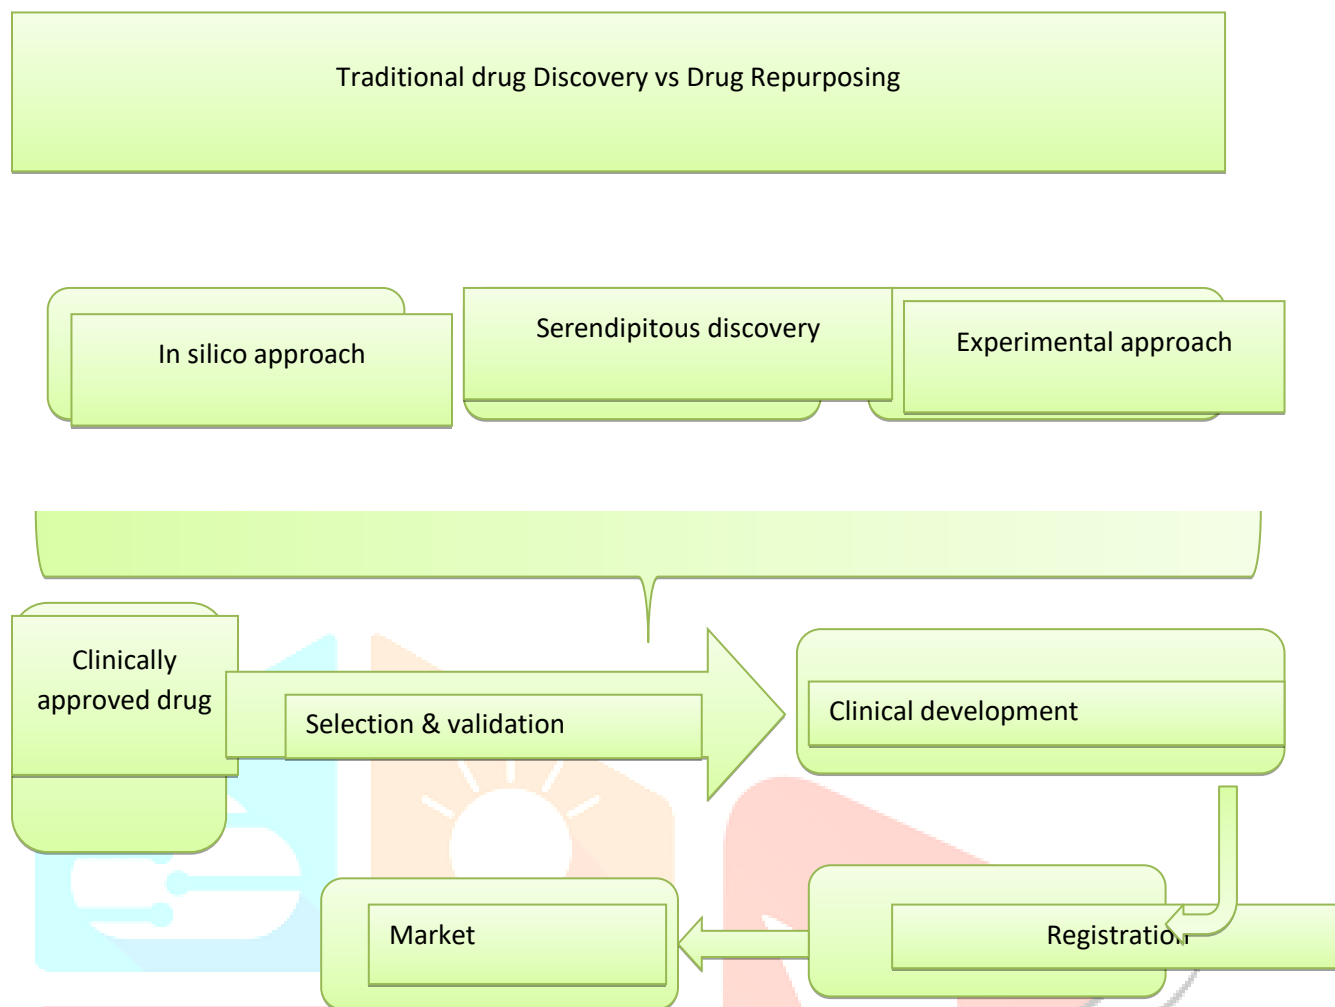 Traditional drug Discovery vs Drug Repurposing
In silico approach
Serendipitous discovery
Experimental approach
Clinically
approved drug
Selection & validation
Clinical development
Market
Registration